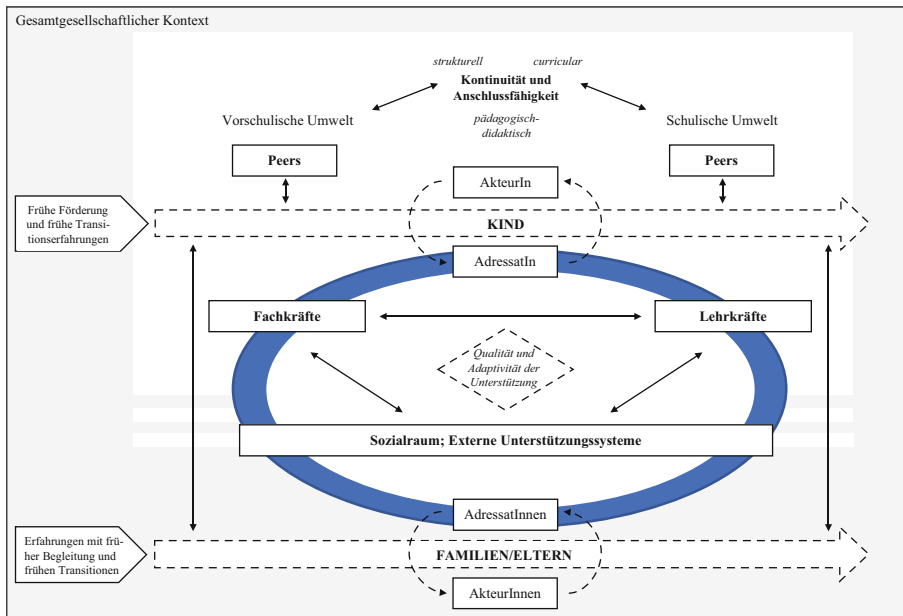 Gesamtgesellschaftlicher Kontext
strukturell
curricular
Kontinuität und
Anschlussfähigkeit
pädagogisch-
didaktisch
Vorschulische Umwelt
Schulische Umwelt
Peers
Peers
AkteurIn
Frühe Förderung
und frühe Transi-
tionserfahrungen
KIND
AdressatIn
Fachkräfte
Lehrkräfte
Qualität und
Adaptivität der
Unterstützung
Sozialraum; Externe Unterstützungssysteme
AdressatInnen
Erfahrungen mit frü-
her Begleitung und
frühen Transitionen
FAMILIEN/ELTERN
AkteurInnen